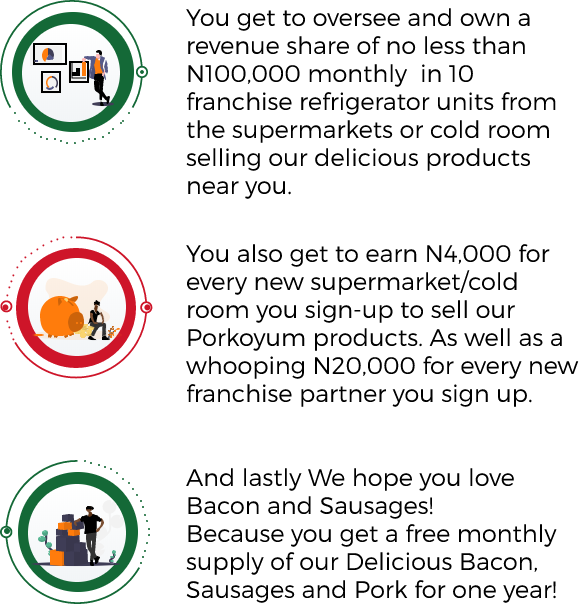 You get to oversee and own a
revenue share of no less than
N100,000 monthly  in 10
franchise refrigerator units from
the supermarkets or cold room
selling our delicious products
near you.
You also get to earn N4,000 for
every new supermarket/cold
room you sign-up to sell our
Porkoyum products. As well as a
whooping N20,000 for every new
franchise partner you sign up.
And lastly We hope you love
Bacon and Sausages!
Because you get a free monthly
supply of our Delicious Bacon,
Sausages and Pork for one year!